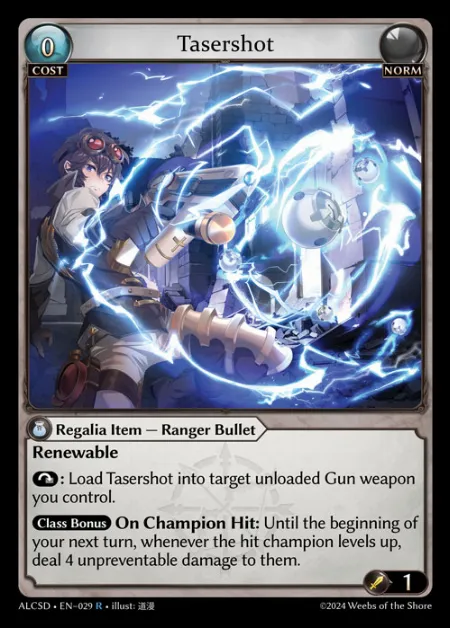 0
Tasershot
COST
NORM
Regalia Item — Ranger Bullet
Renewable
: Load Tasershot into target unloaded Gun weapon
you control.
Class Bonus On Champion Hit: Until the beginning of
your next turn, whenever the hit champion levels up,
deal 4 unpreventable damage to them.
1
ALCSD • EN-029 R • illust: 道漫
©2024 Weebs of the Shore